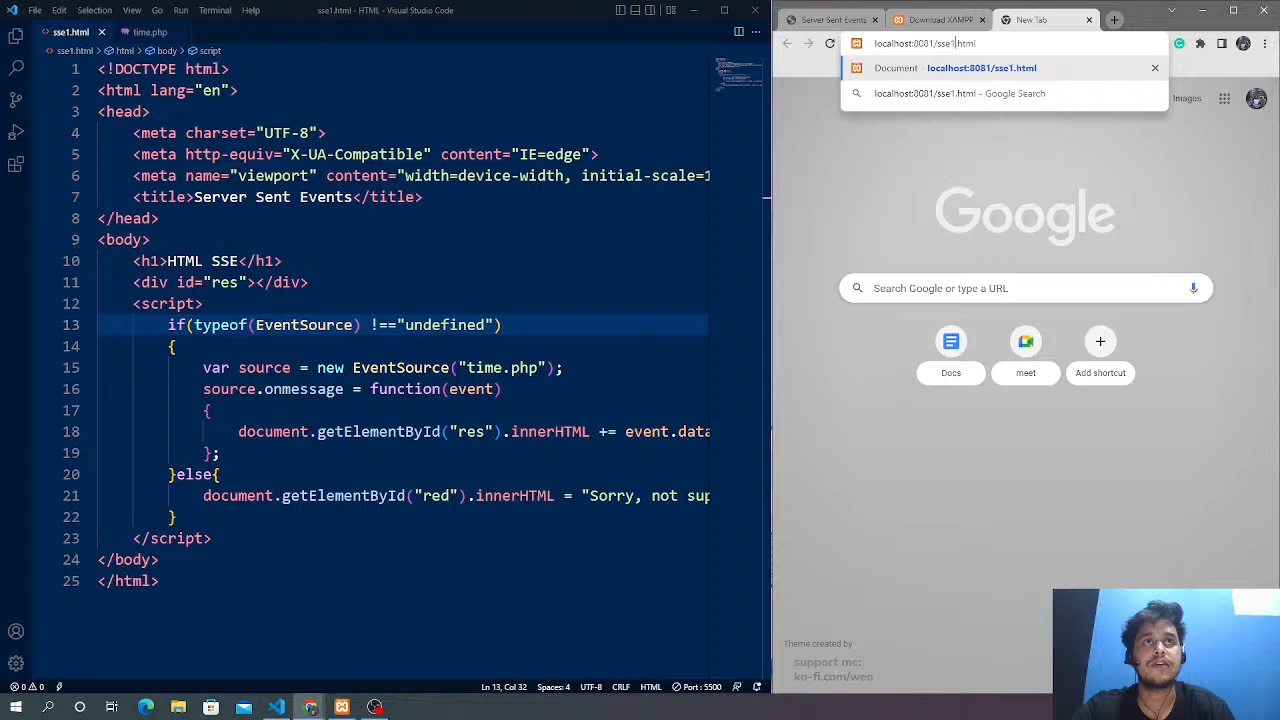 File Edit Selection View Go Run Terminal Help sse1.html - HTML - Visual Studio Code
sse1.html
time.php
sse1.html > html > body > script
1 <!DOCTYPE html>
2 <html lang="en">
3 <head>
4 <meta charset="UTF-8">
5 <meta http-equiv="X-UA-Compatible" content="IE=edge">
6 <meta name="viewport" content="width=device-width, initial-scale=1
7 <title>Server Sent Events</title>
8 </head>
9 <body>
10 <h1>HTML SSE</h1>
11 <div id="res"></div>
12 <script>
13 if(typeof(EventSource) !=="undefined")
14 {
15 var source = new EventSource("time.php");
16 source.onmessage = function(event)
17 {
18 document.getElementById("res").innerHTML += event.data
19 };
20 }else{
21 document.getElementById("red").innerHTML = "Sorry, not sup
22 }
23 </script>
24 </body>
25 </html>
0 0 Ln 13, Col 32 Spaces: 4 UTF-8 CRLF HTML Port: 5500
Server Sent Events
Download XAMPP
New Tab
localhost:8081/sse1.html
Document - localhost:8081/sse1.html
localhost:8081/sse1.html - Google Search
Images
Google
Search Google or type a URL
Docs
meet
Add shortcut
Theme created by
support me:
ko-fi.com/weo